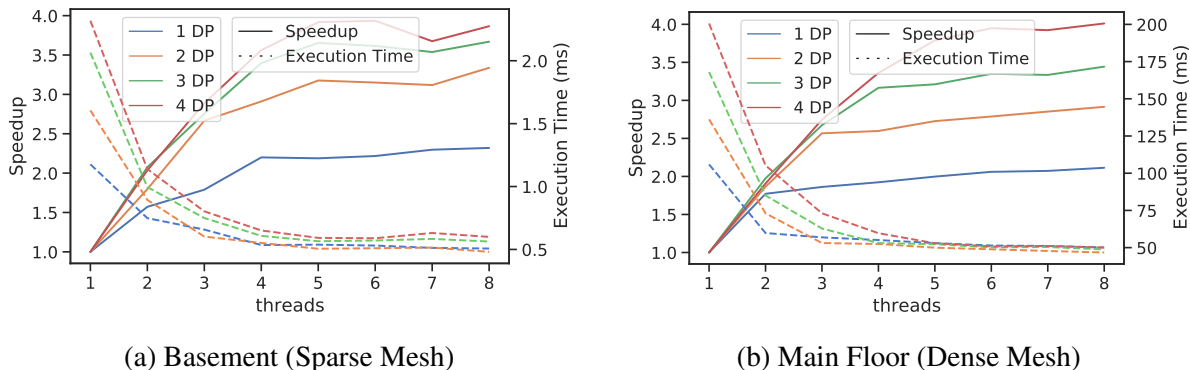 4.0
3.5
3.0
2.5
2.0
1.5
1.0
Speedup
1 DP
2 DP
3 DP
4 DP
Speedup
Execution Time
2.0
1.5
1.0
0.5
Execution Time (ms)
1 2 3 4 5 6 7 8
threads
(a) Basement (Sparse Mesh)
4.0
3.5
3.0
2.5
2.0
1.5
1.0
Speedup
1 DP
2 DP
3 DP
4 DP
Speedup
Execution Time
200
175
150
125
100
75
50
Execution Time (ms)
1 2 3 4 5 6 7 8
threads
(b) Main Floor (Dense Mesh)